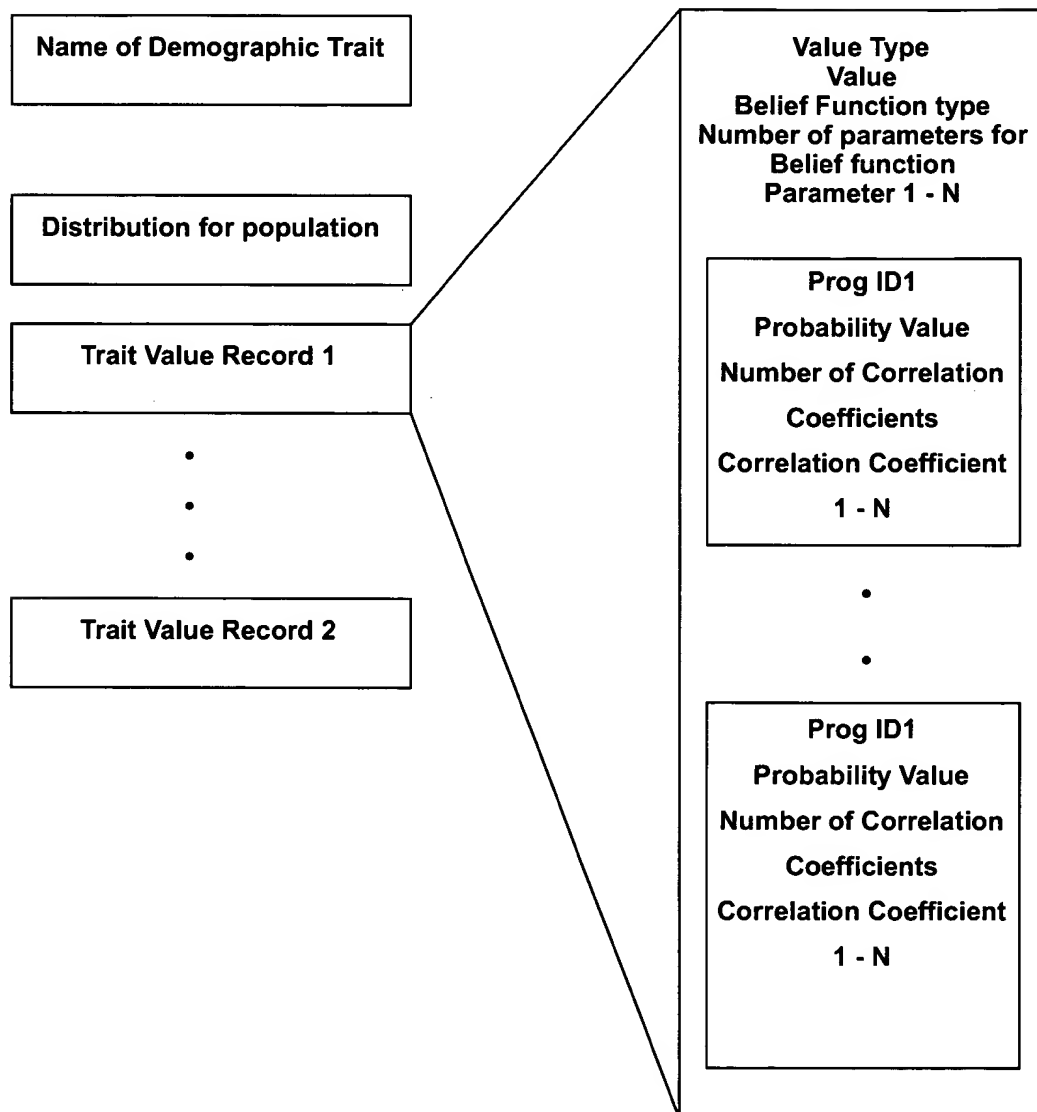 Name of Demographic Trait
Distribution for population
Trait Value Record 1
Trait Value Record 2
Value Type
Value
Belief Function type
Number of parameters for
Belief function
Parameter 1 - N
Prog ID1
Probability Value
Number of Correlation
Coefficients
Correlation Coefficient
1 - N
Prog ID1
Probability Value
Number of Correlation
Coefficients
Correlation Coefficient
1 - N